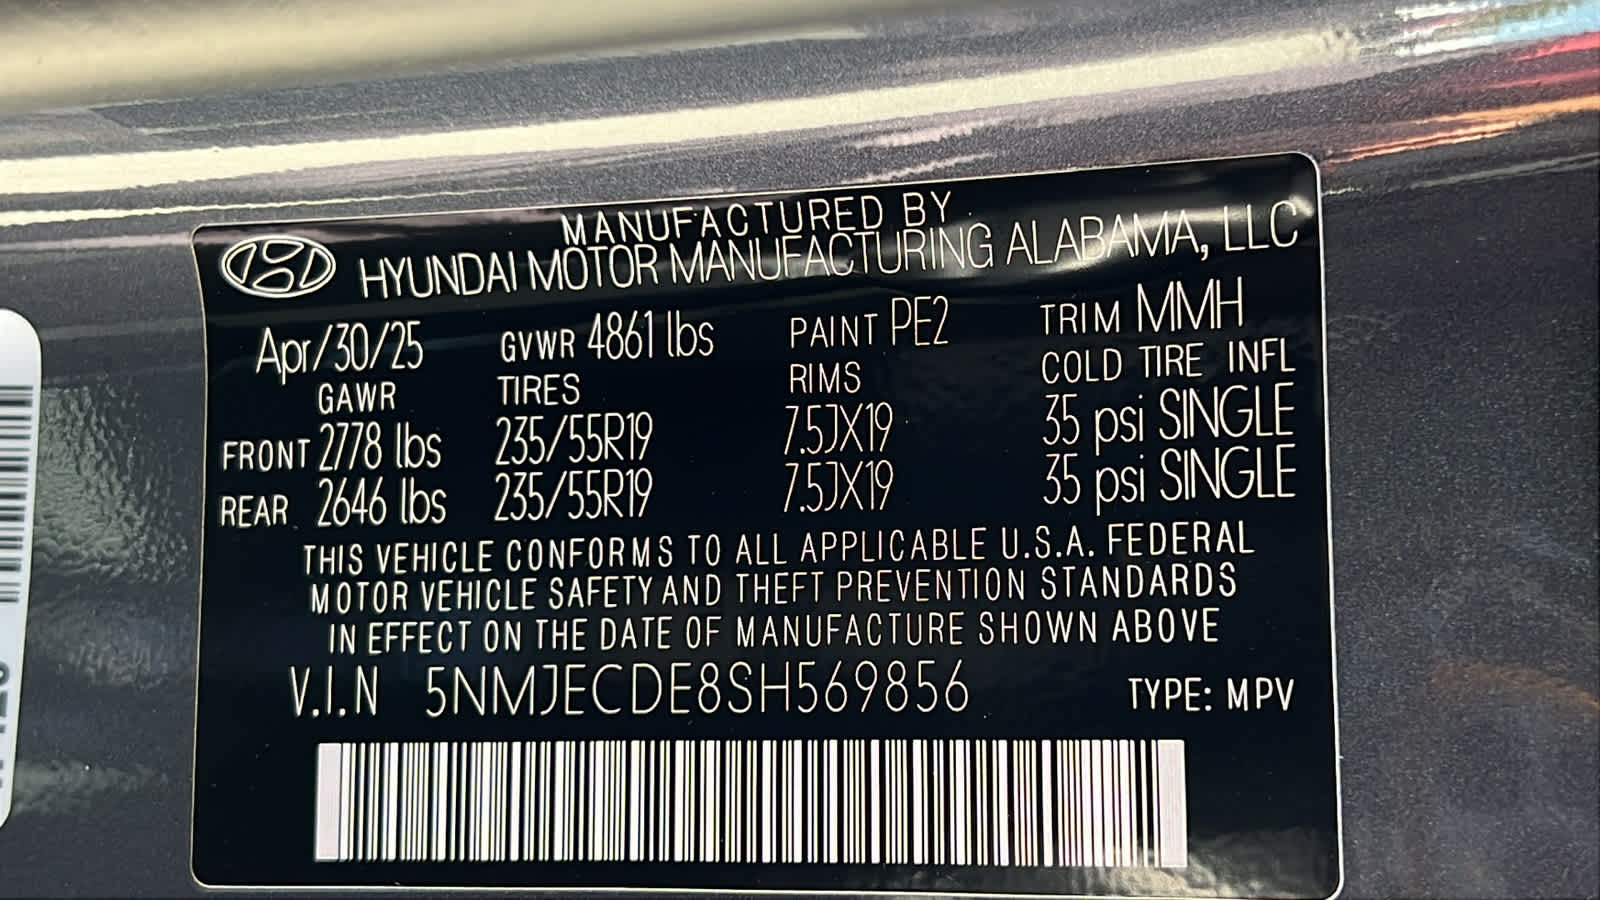 MANUFACTURED BY
HYUNDAI MOTOR MANUFACTURING ALABAMA, LLC
Apr/30/25 GVWR 4861 lbs PAINT PE2 TRIM MMH
GAWR TIRES RIMS COLD TIRE INFL
FRONT 2778 lbs 235/55R19 7.5JX19 35 psi SINGLE
REAR 2646 lbs 235/55R19 7.5JX19 35 psi SINGLE
THIS VEHICLE CONFORMS TO ALL APPLICABLE U.S.A. FEDERAL
MOTOR VEHICLE SAFETY AND THEFT PREVENTION STANDARDS
IN EFFECT ON THE DATE OF MANUFACTURE SHOWN ABOVE
V.I.N 5NMJECDE8SH569856 TYPE: MPV